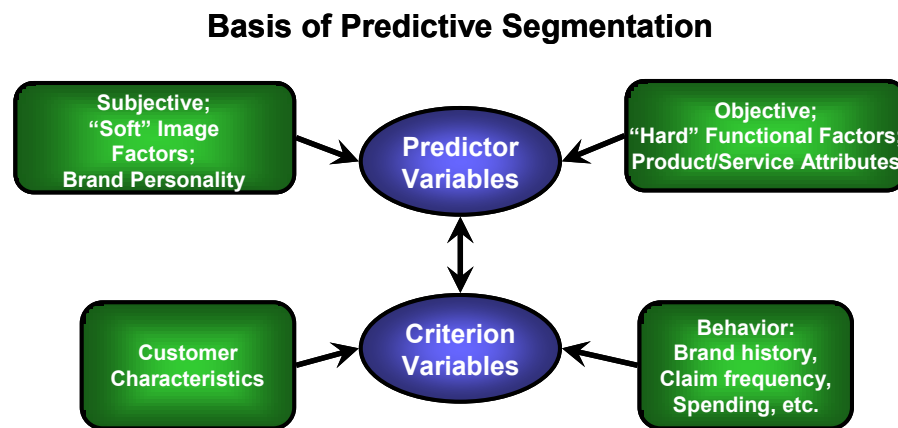 Basis of Predictive Segmentation
Subjective;
“Soft” Image
Factors;
Brand Personality
Objective;
“Hard” Functional Factors;
Product/Service Attributes
Predictor
Variables
Customer
Characteristics
Criterion
Variables
Behavior:
Brand history,
Claim frequency,
Spending, etc.